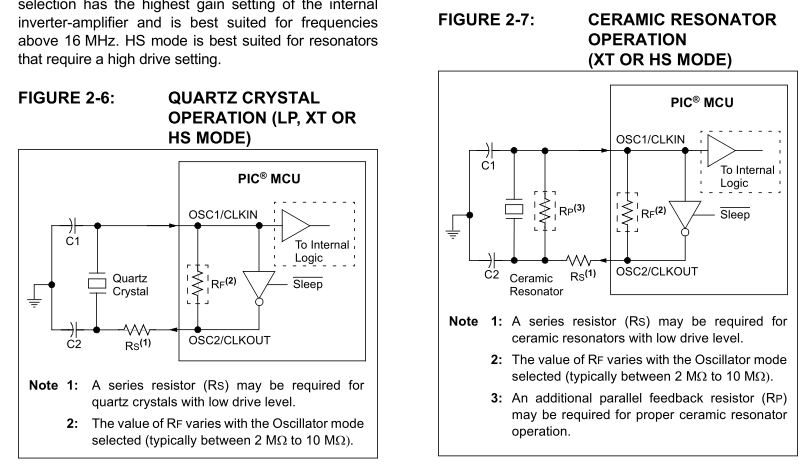 selection has the highest gain setting of the internal
inverter-amplifier and is best suited for frequencies
above 16 MHz. HS mode is best suited for resonators
that require a high drive setting.
FIGURE 2-6: QUARTZ CRYSTAL
OPERATION (LP, XT OR
HS MODE)
PIC® MCU
OSC1/CLKIN
C1
To Internal
Logic
Quartz
Crystal
RF(2)
Sleep
C2
RS(1)
OSC2/CLKOUT
Note 1: A series resistor (RS) may be required for
quartz crystals with low drive level.
2: The value of RF varies with the Oscillator mode
selected (typically between 2 MΩ to 10 MΩ).
FIGURE 2-7: CERAMIC RESONATOR
OPERATION
(XT OR HS MODE)
PIC® MCU
OSC1/CLKIN
C1
To Internal
Logic
RP(3)
RF(2)
Sleep
C2
Ceramic
Resonator
RS(1)
OSC2/CLKOUT
Note 1: A series resistor (RS) may be required for
ceramic resonators with low drive level.
2: The value of RF varies with the Oscillator mode
selected (typically between 2 MΩ to 10 MΩ).
3: An additional parallel feedback resistor (RP)
may be required for proper ceramic resonator
operation.